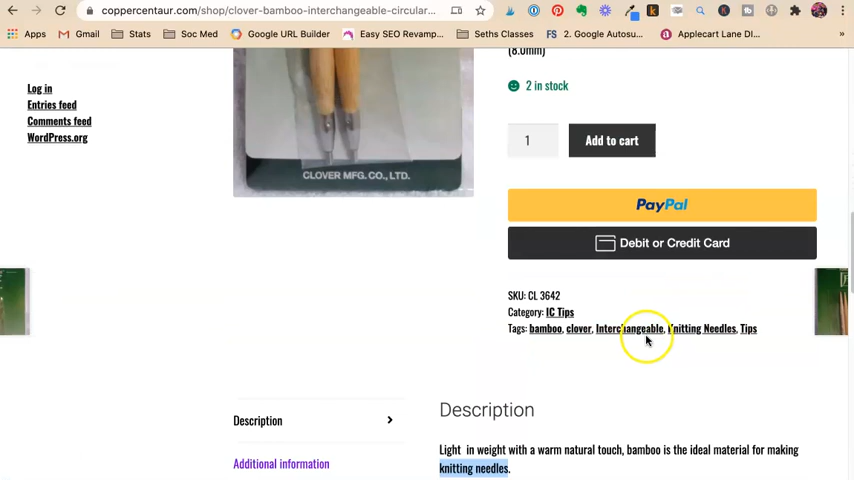 coppercentaur.com/shop/clover-bamboo-interchangeable-circular...
Apps
Gmail
Stats
Soc Med
Google URL Builder
Easy SEO Revamp...
Seths Classes
FS 2. Google Autosu...
Applecart Lane DI...
»
(8.0mm)
Log in
Entries feed
Comments feed
WordPress.org
2 in stock
1
Add to cart
CLOVER MFG. CO., LTD.
PayPal
Debit or Credit Card
SKU: CL 3642
Category: IC Tips
Tags: bamboo, clover, Interchangeable, Knitting Needles, Tips
Description
Description
Light in weight with a warm natural touch, bamboo is the ideal material for making
knitting needles.
Additional information